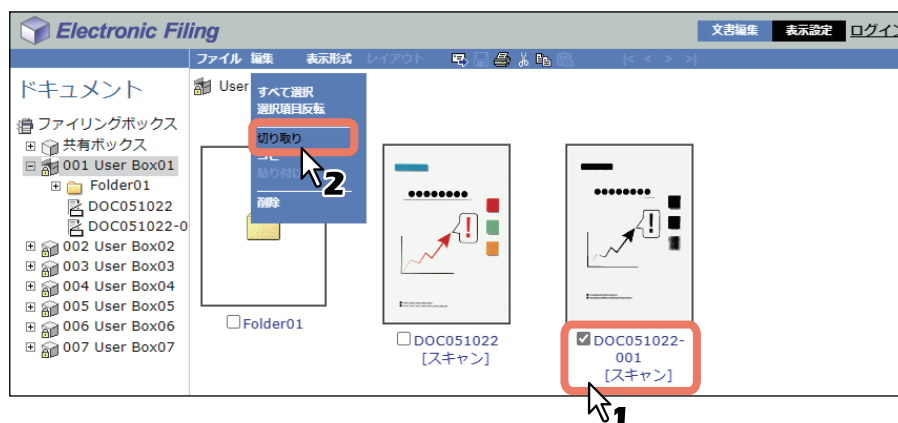 Electronic Filing
文書編集 表示設定 ログイン
ファイル 編集 表示形式 レイアウト |< < > >|
ドキュメント
ファイリングボックス
共有ボックス
001 User Box01
Folder01
DOC051022
DOC051022-0
002 User Box02
003 User Box03
004 User Box04
005 User Box05
006 User Box06
007 User Box07
User
すべて選択
選択項目反転
切り取り
貼り付け
削除
2
Folder01
DOC051022
[スキャン]
DOC051022-
001
[スキャン]
1